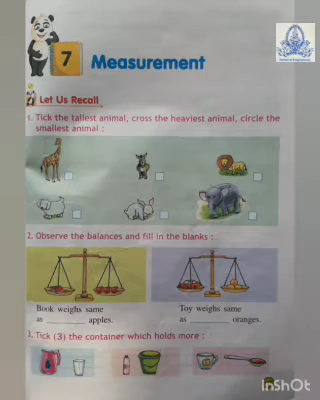 7
Measurement
Let Us Recall
1. Tick the tallest animal, cross the heaviest animal, circle the
smallest animal :
2. Observe the balances and fill in the blanks :
Book weighs same
as ________ apples.
Toy weighs same
as ________ oranges.
3. Tick (3) the container which holds more :
InShOt